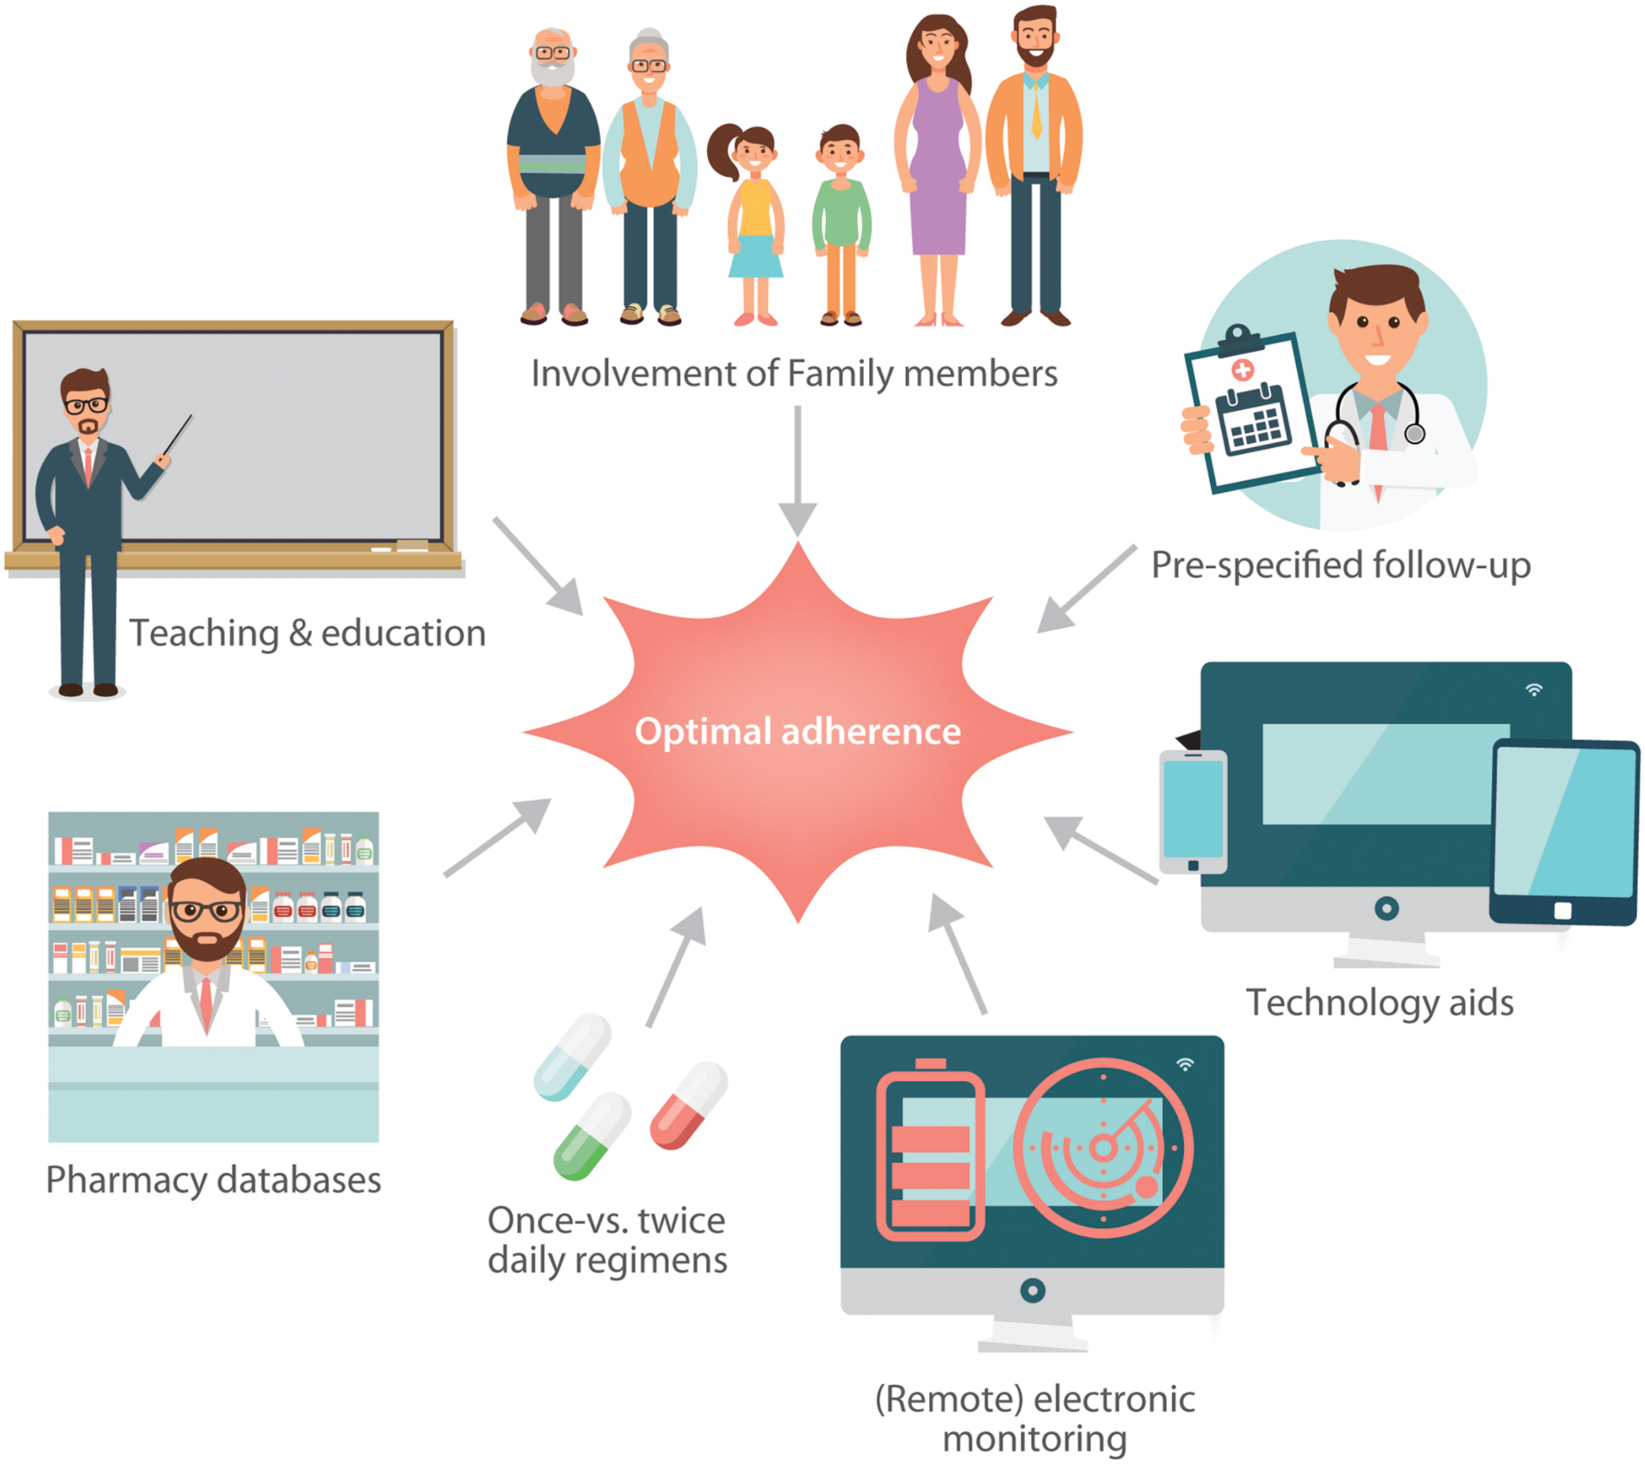 Involvement of Family members
Pre-specified follow-up
Teaching & education
Optimal adherence
Technology aids
Pharmacy databases
Once-vs. twice
daily regimens
(Remote) electronic
monitoring